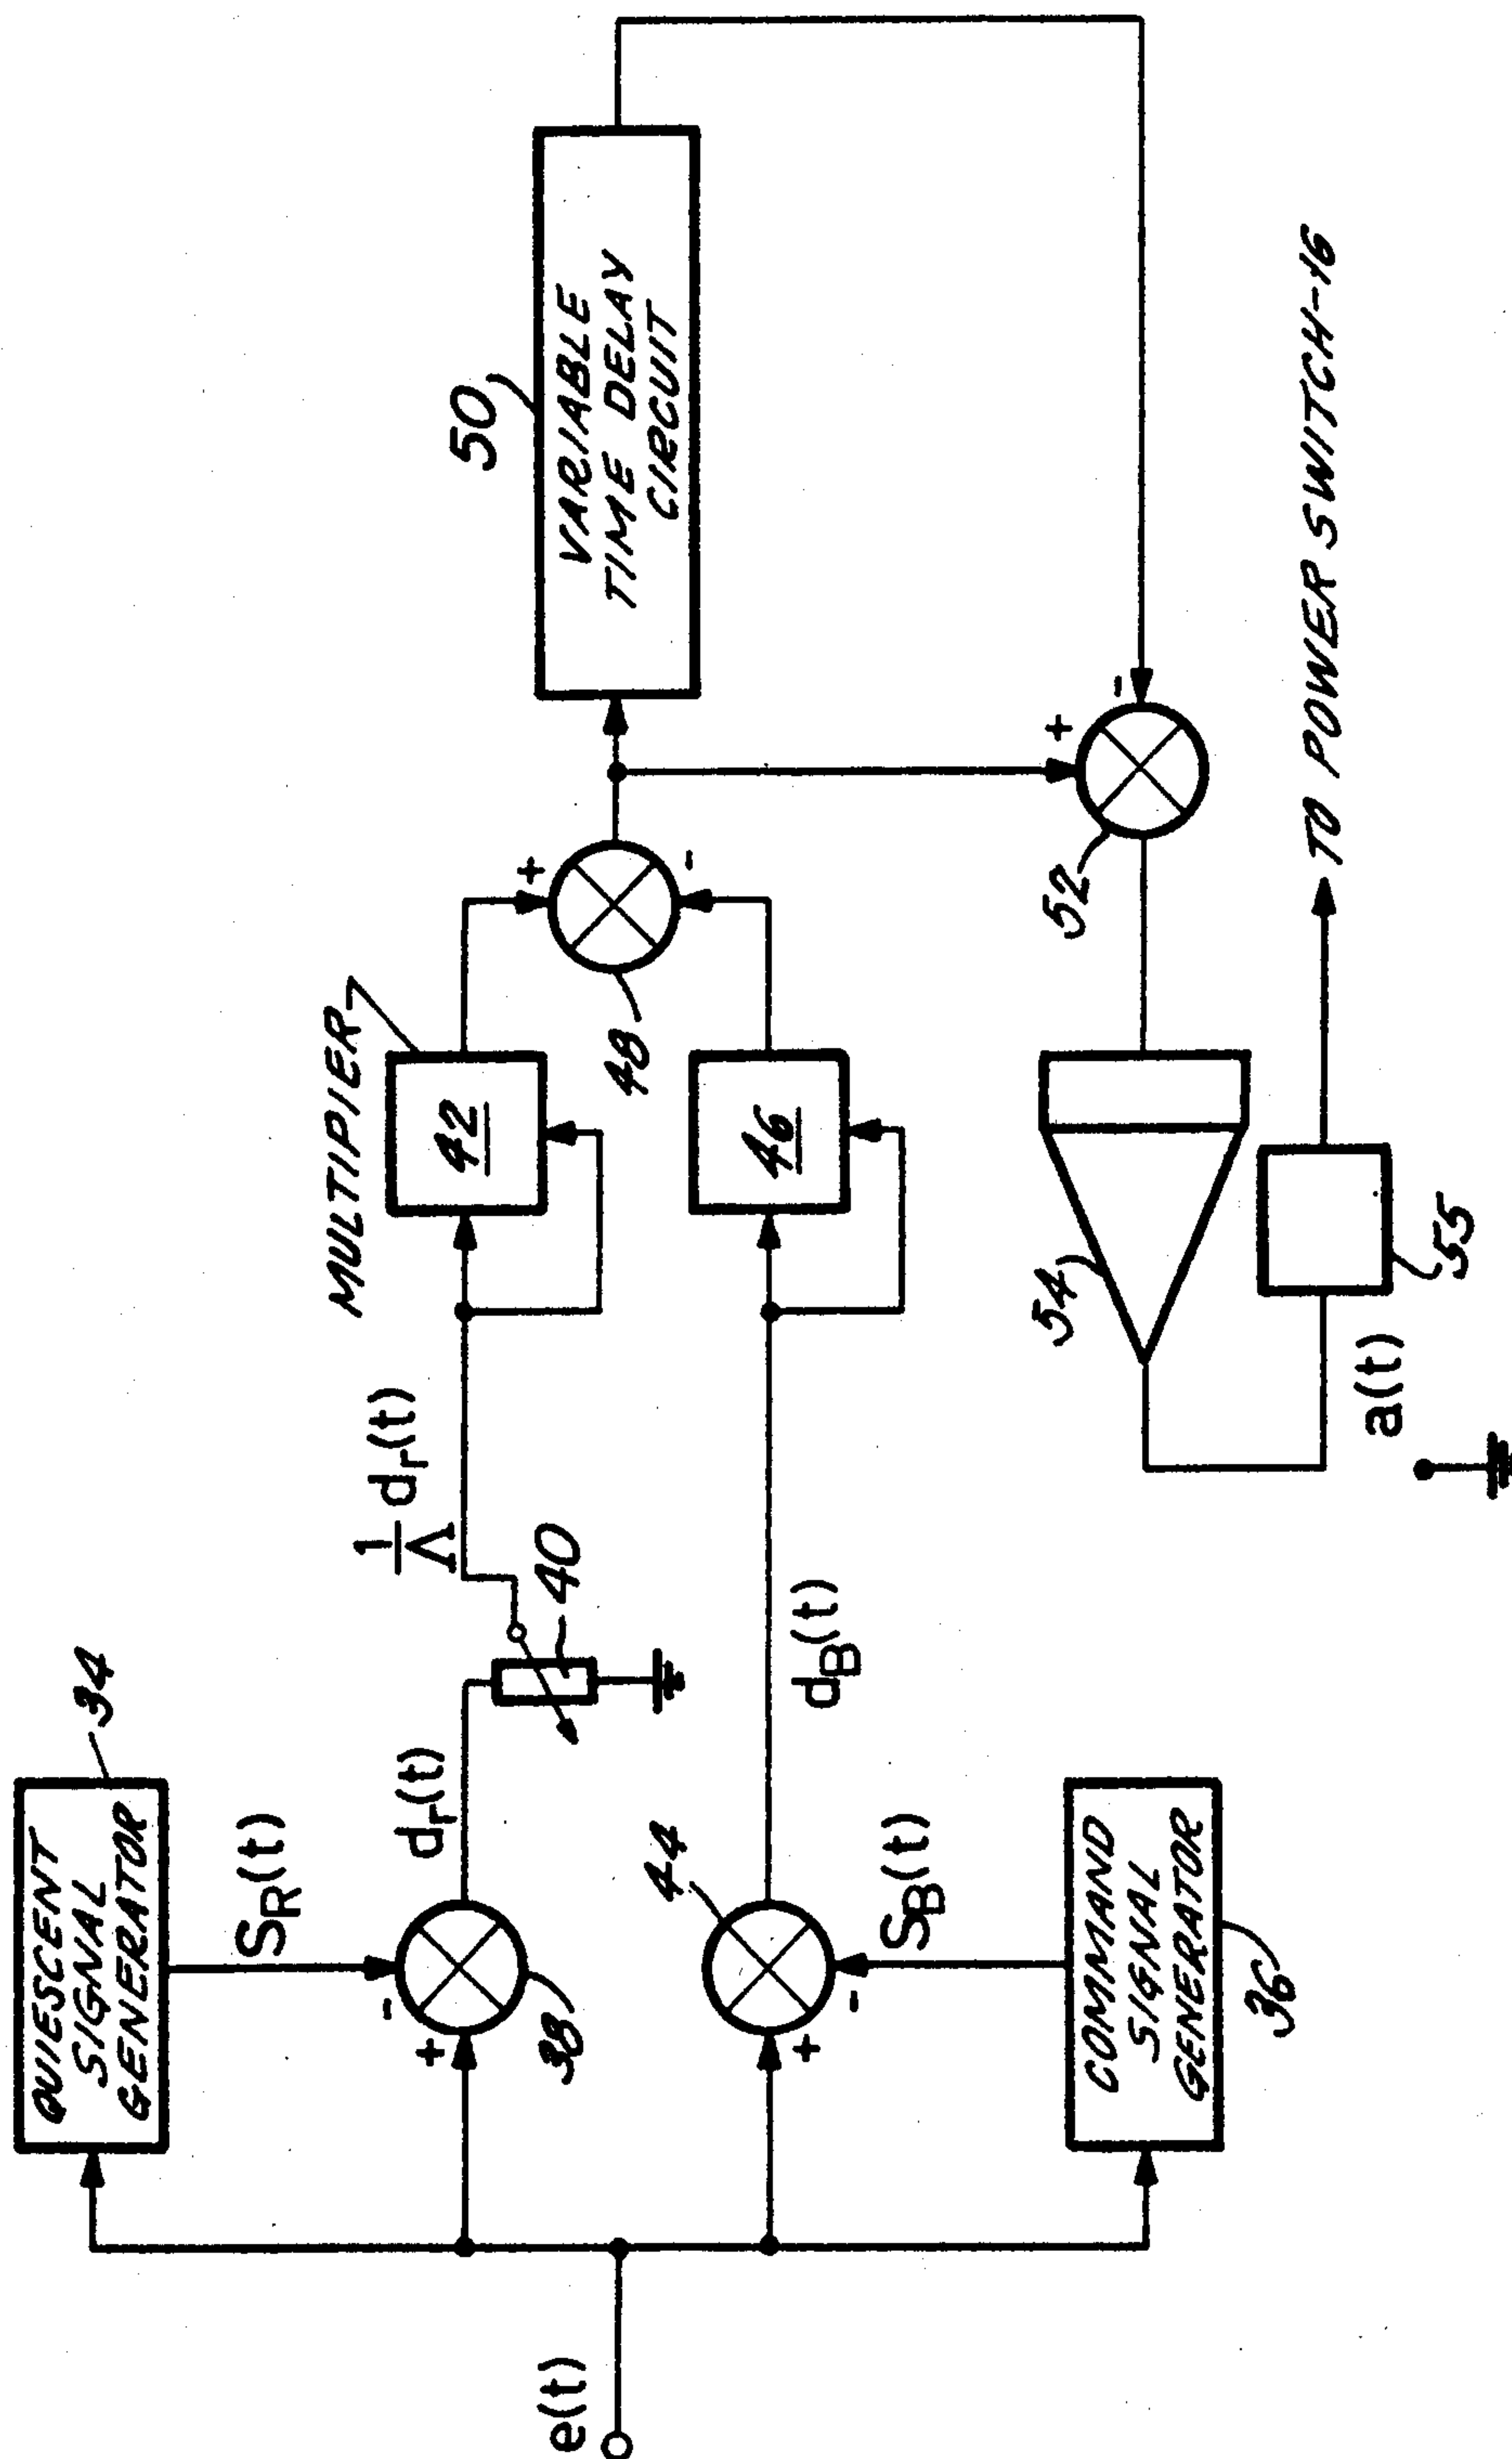 QUIESCENT
SIGNAL
GENERATOR
34
S_R(t)
e(t)
+
-
38
d_r(t)
40
1/Λ d_r(t)
MULTIPIER
42
+
-
48
50
VARIABLE
TIME DELAY
CIRCUIT
+
-
44
d_B(t)
46
S_B(t)
COMMAND
SIGNAL
GENERATOR
36
+
-
52
54
a(t)
55
TO POWER SWITCH-16